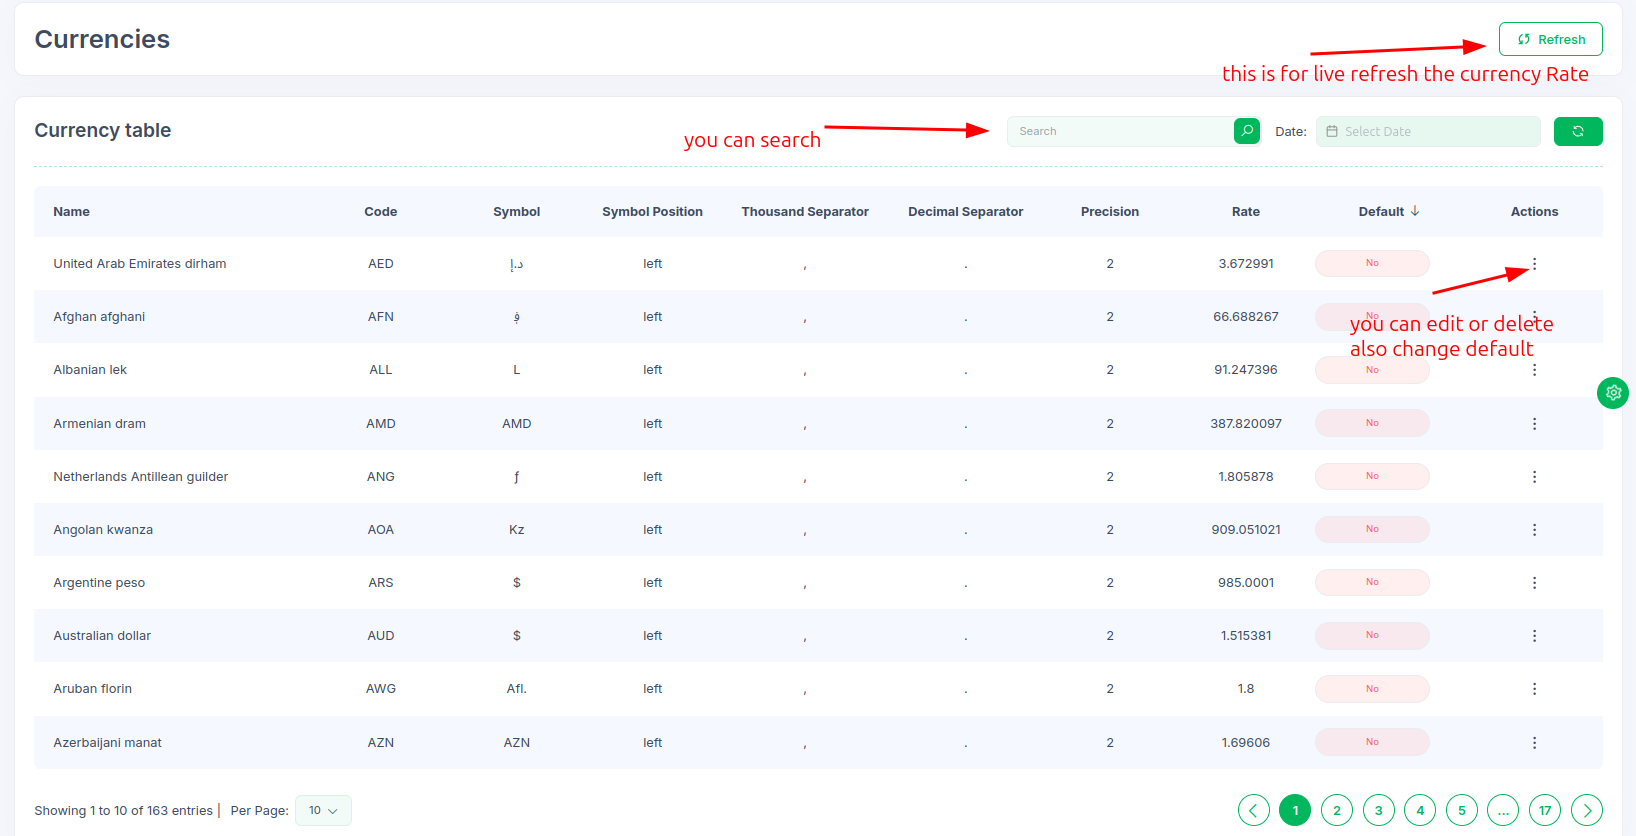 Currencies
Refresh
this is for live refresh the currency Rate
Currency table
you can search
Search
Date:
Select Date
Name Code Symbol Symbol Position Thousand Separator Decimal Separator Precision Rate Default Actions
United Arab Emirates dirham AED د.إ left , . 2 3.672991 No
Afghan afghani AFN ؋ left , . 2 66.688267 No
you can edit or delete
also change default
Albanian lek ALL L left , . 2 91.247396 No
Armenian dram AMD AMD left , . 2 387.820097 No
Netherlands Antillean guilder ANG ƒ left , . 2 1.805878 No
Angolan kwanza AOA Kz left , . 2 909.051021 No
Argentine peso ARS $ left , . 2 985.0001 No
Australian dollar AUD $ left , . 2 1.515381 No
Aruban florin AWG Afl. left , . 2 1.8 No
Azerbaijani manat AZN AZN left , . 2 1.69606 No
Showing 1 to 10 of 163 entries | Per Page: 10
1 2 3 4 5 ... 17